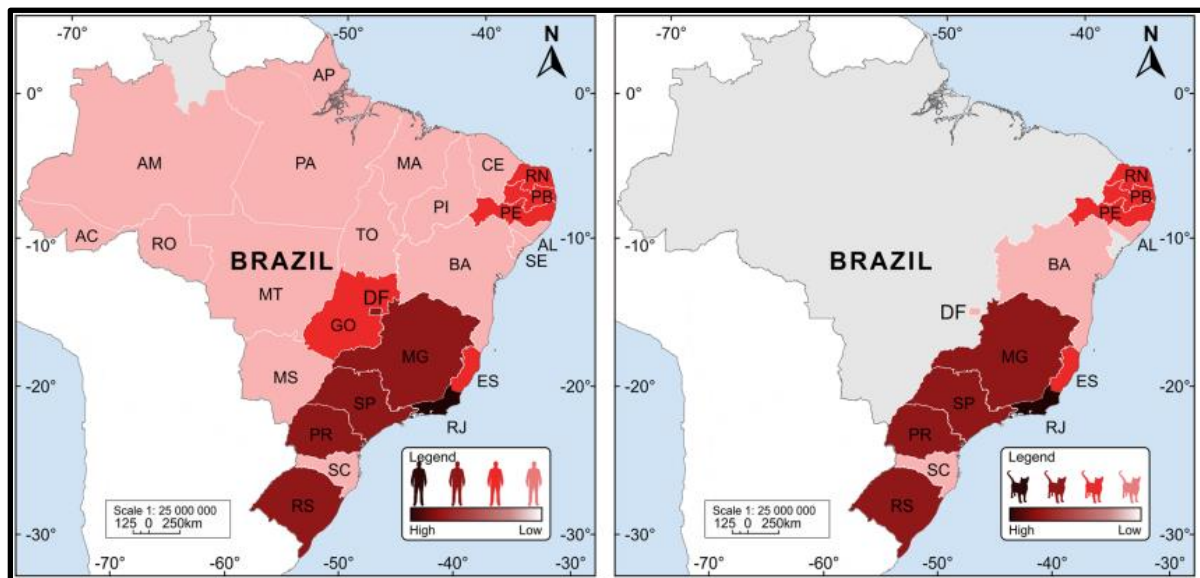 -70° -60° -50° -40°
N
0° 0°
AP
AM PA MA CE RN
PB
PI PE
AC RO TO AL
-10° -10°
BRAZIL BA SE
MT DF
GO
MG
MS ES
-20° -20°
SP
RJ
PR
Legend
SC
RS
Scale 1: 25 000 000
125 0 250km
High Low
-30° -30°
-70° -60° -50° -40°
-70° -60° -50° -40°
N
0° 0°
RN
PB
PE
-10° AL -10°
BRAZIL BA
DF
MG
ES
-20° -20°
SP
RJ
PR
Legend
SC
RS
Scale 1: 25 000 000
125 0 250km
High Low
-30° -30°
-70° -60° -50° -40°